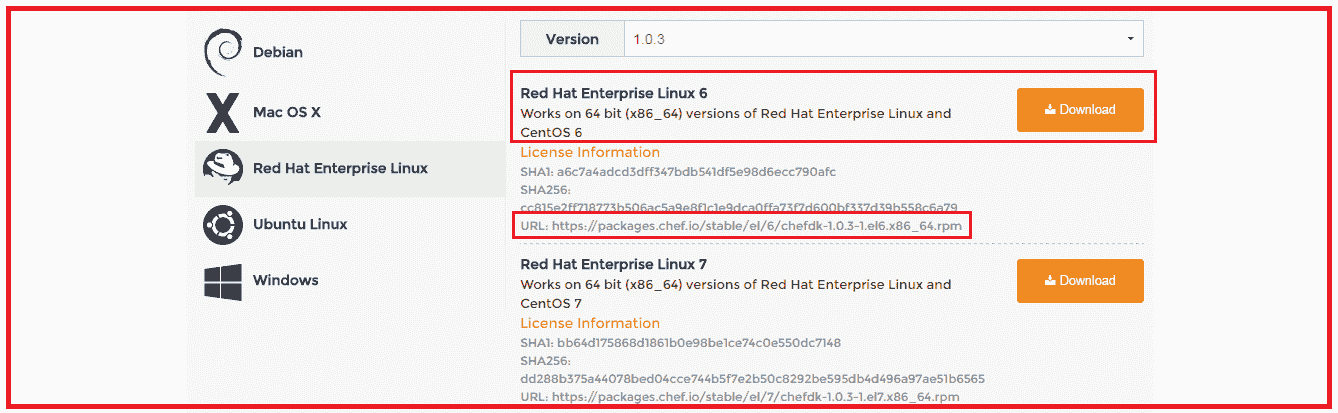 Debian
Mac OS X
Red Hat Enterprise Linux
Ubuntu Linux
Windows
Version 1.0.3
Red Hat Enterprise Linux 6
Works on 64 bit (x86_64) versions of Red Hat Enterprise Linux and
CentOS 6
Download
License Information
SHA1: a6c7a4adcd3dff347bdb541df5e98d6ecc790afc
SHA256:
cc815e2ff718773b506ac5a9e8f1c1e9dca0ffa73f7d600bf337d39b558c6a79
URL: https://packages.chef.io/stable/el/6/chefdk-1.0.3-1.el6.x86_64.rpm
Red Hat Enterprise Linux 7
Works on 64 bit (x86_64) versions of Red Hat Enterprise Linux and
CentOS 7
Download
License Information
SHA1: bb64d175868d1861b0e98be1ce74c0e550dc7148
SHA256:
dd288b375a44078bed04cce744b5f7e2b50c8292be595db4d496a97ae51b6565
URL: https://packages.chef.io/stable/el/7/chefdk-1.0.3-1.el7.x86_64.rpm